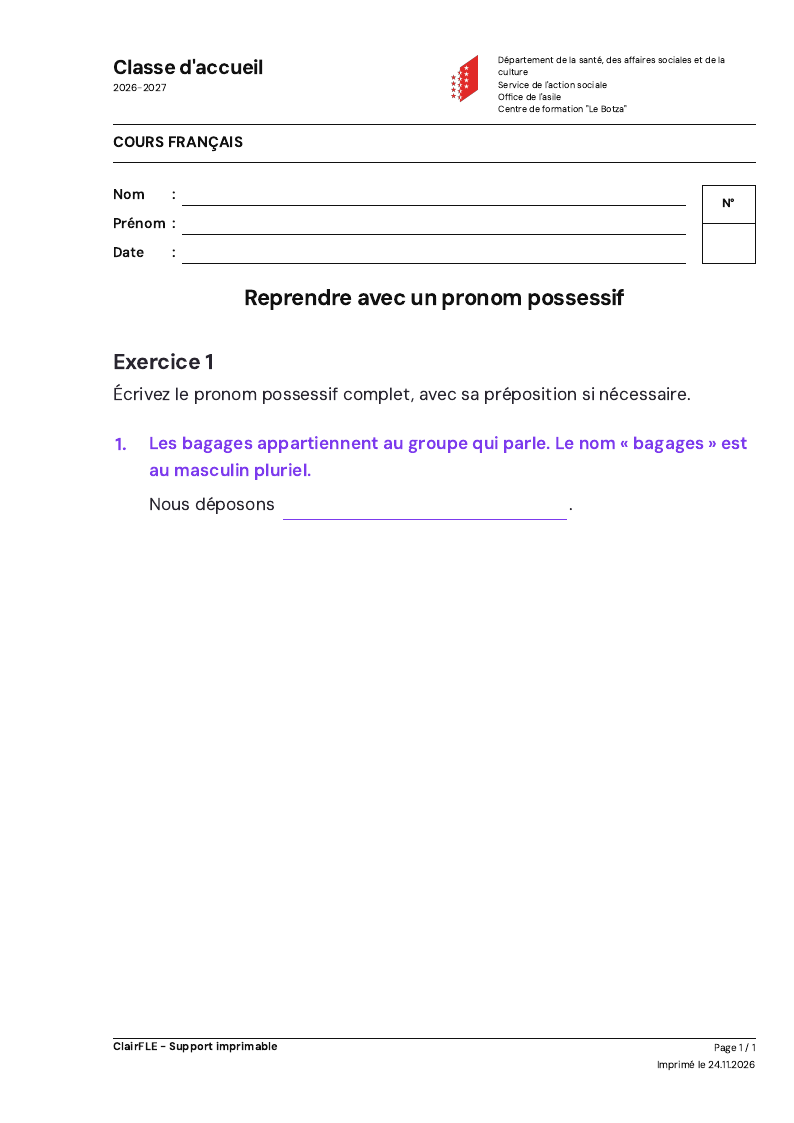 Classe d'accueil
2026-2027
Département de la santé, des affaires sociales et de la
culture
Service de l'action sociale
Office de l'asile
Centre de formation "Le Botza"
COURS FRANÇAIS
Nom :
Prénom :
Date :
N°
Reprendre avec un pronom possessif
Exercice 1
Écrivez le pronom possessif complet, avec sa préposition si nécessaire.
1. Les bagages appartiennent au groupe qui parle. Le nom « bagages » est
au masculin pluriel.
Nous déposons .
ClairFLE – Support imprimable
Page 1 / 1
Imprimé le 24.11.2026